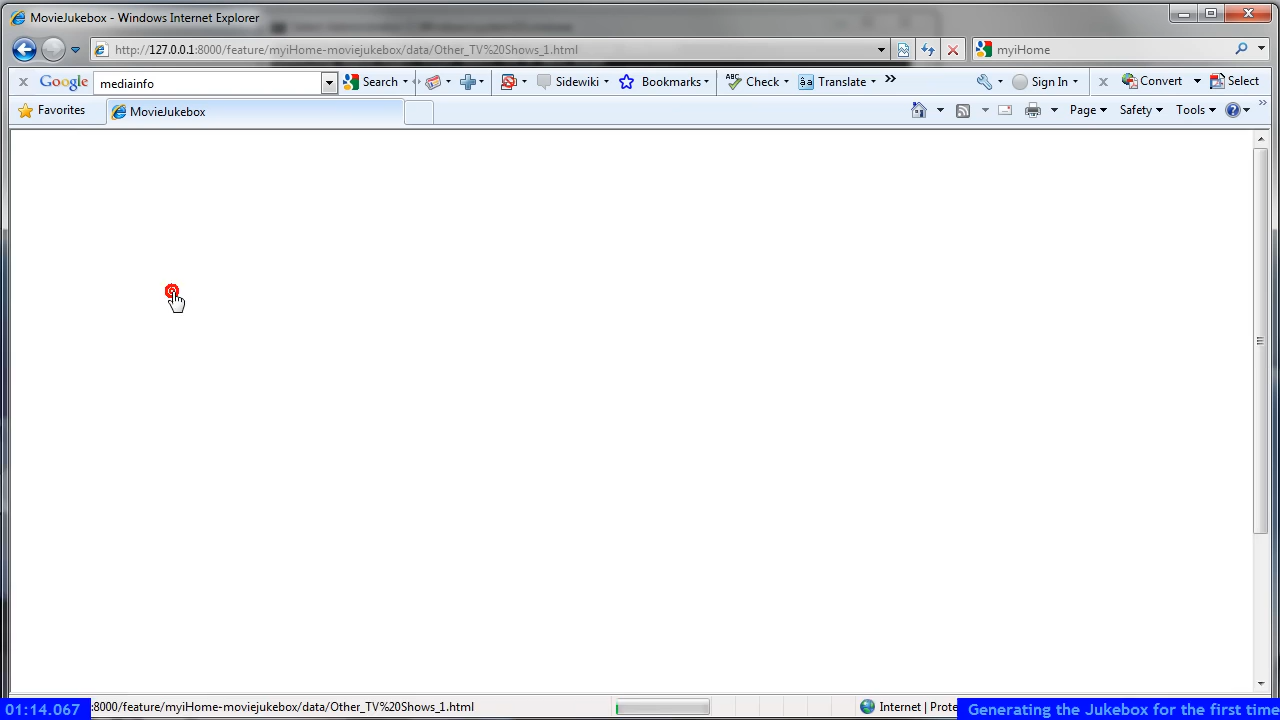 MovieJukebox - Windows Internet Explorer
http://127.0.0.1:8000/feature/myiHome-moviejukebox/data/Other_TV%20Shows_1.html
myiHome
Google mediainfo Search Sidewiki Bookmarks ABC Check aа Translate » Sign In Convert Select
Favorites MovieJukebox Page Safety Tools »
01:14.067 :8000/feature/myiHome-moviejukebox/data/Other_TV%20Shows_1.html Internet | Prote Generating the Jukebox for the first time